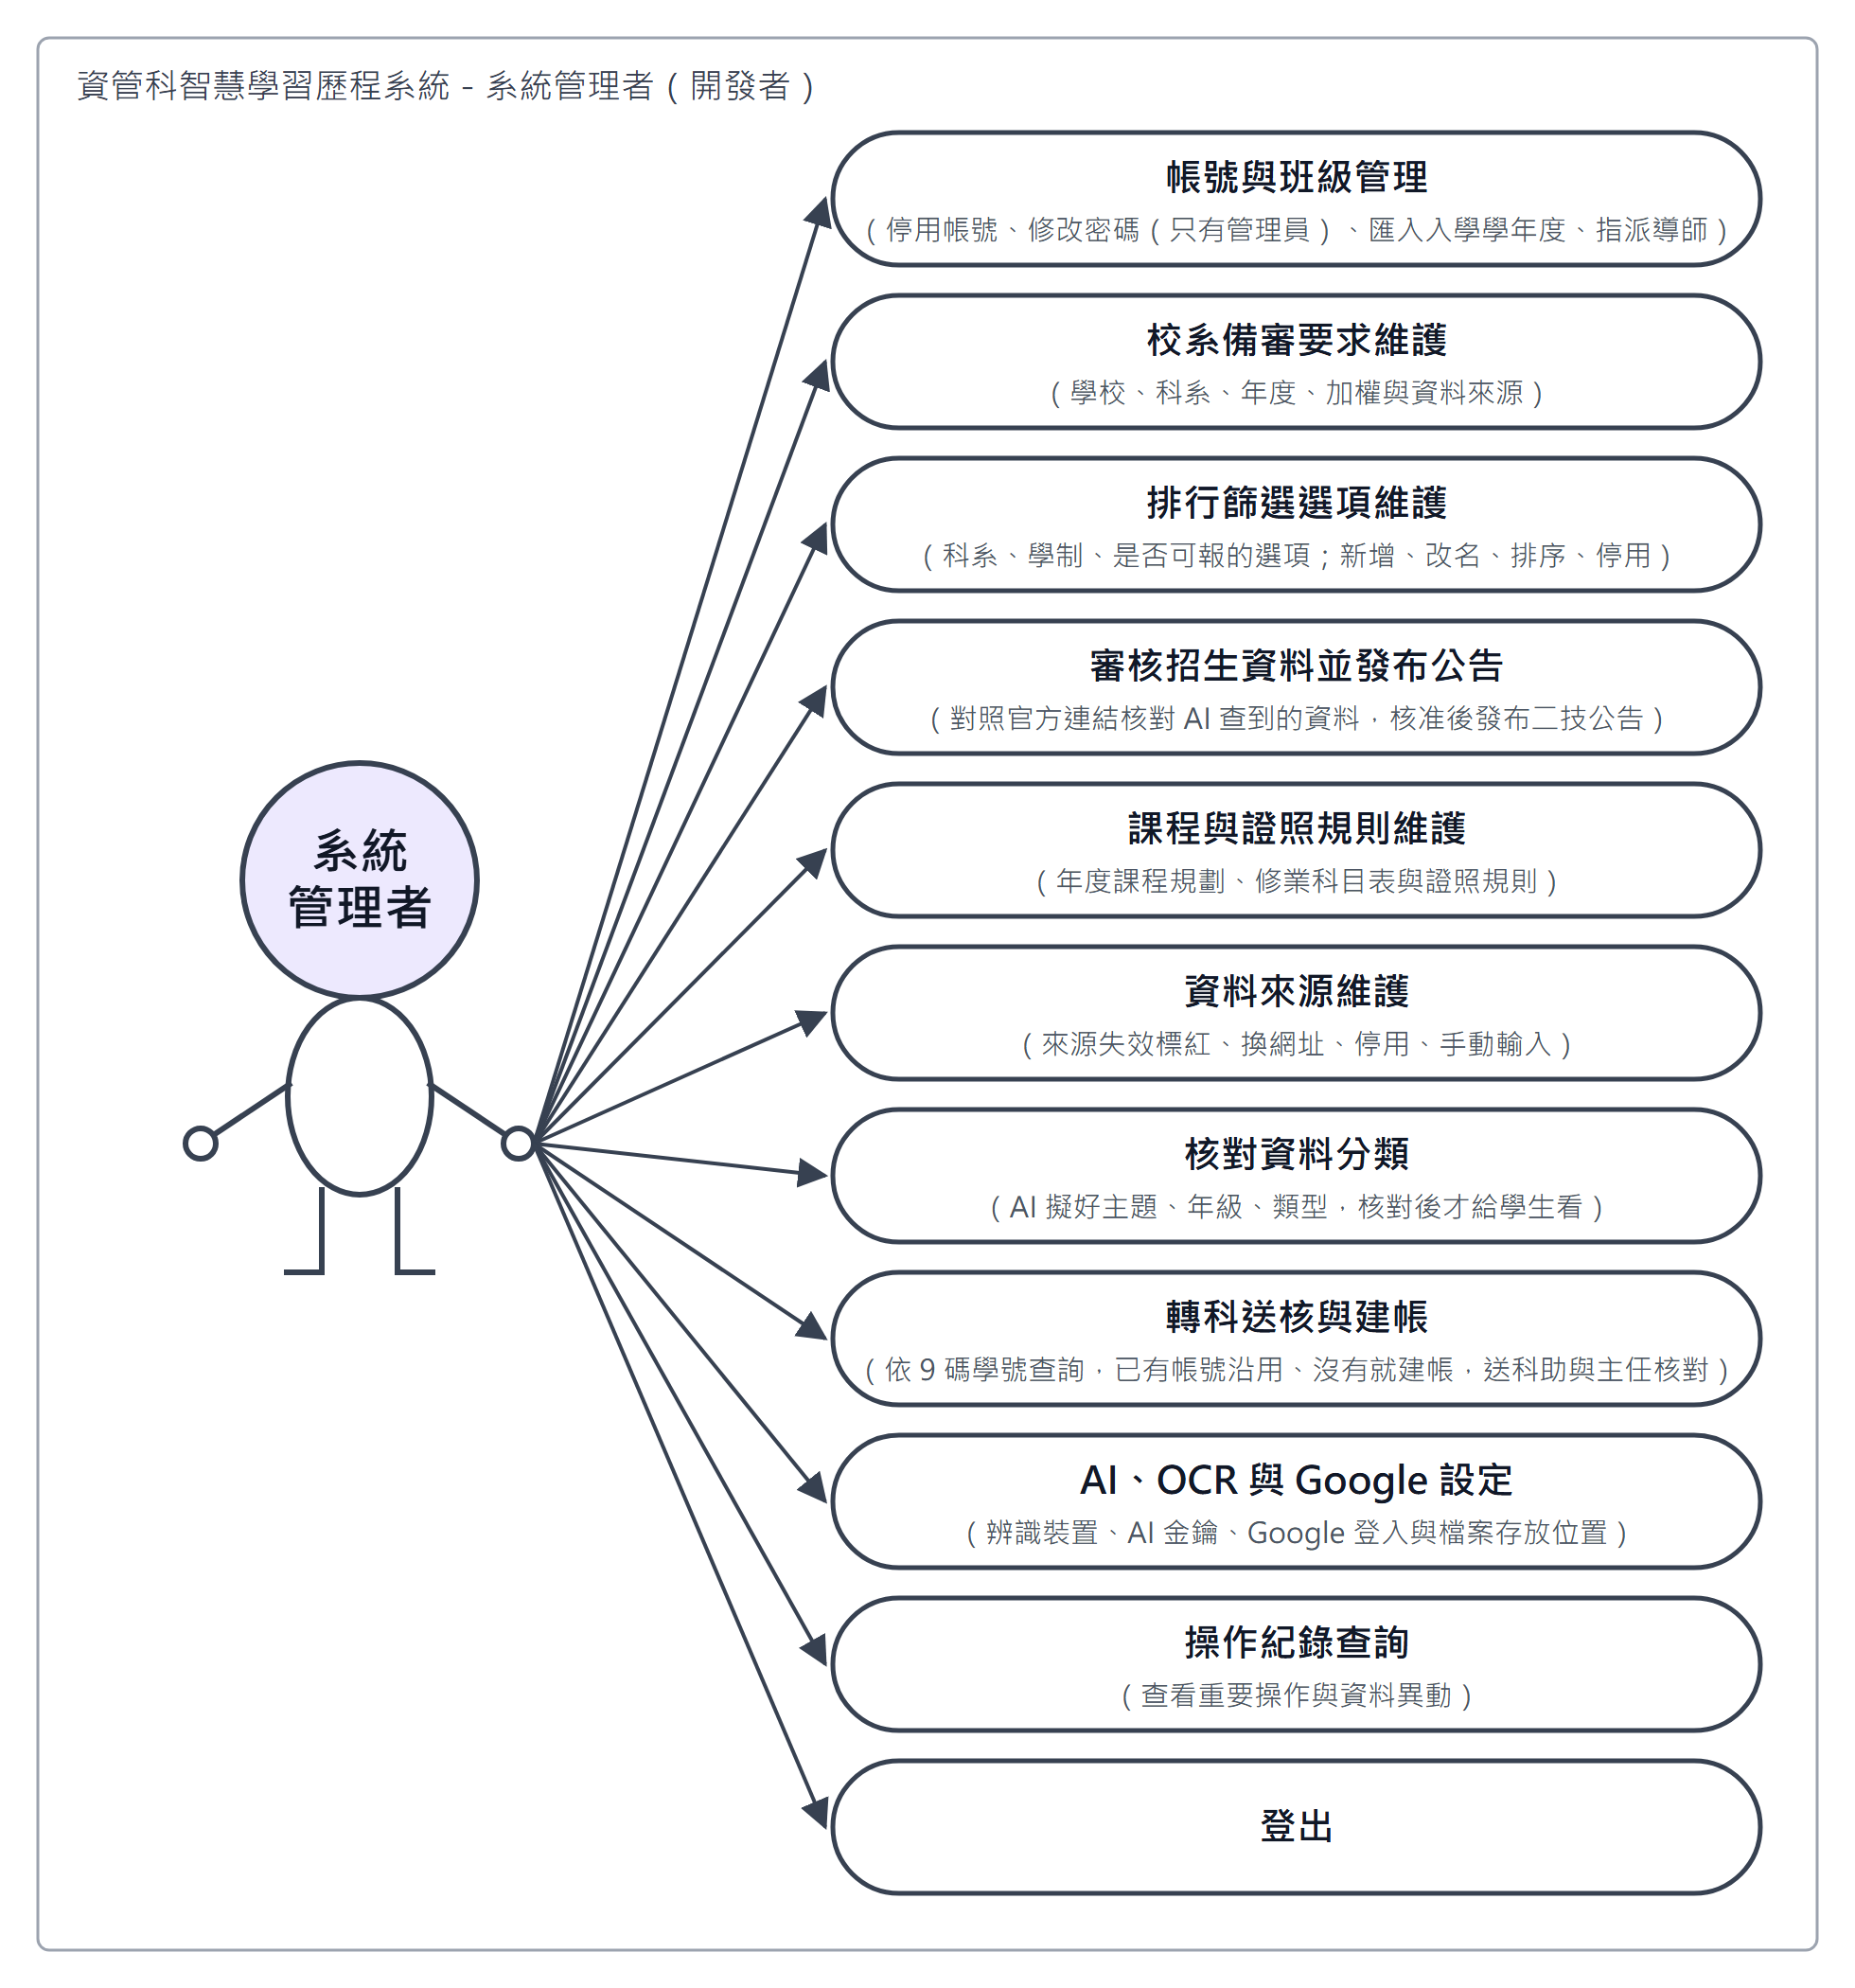 資管科智慧學習歷程系統 - 系統管理者（開發者）
帳號與班級管理
（停用帳號、修改密碼（只有管理員）、匯入入學學年度、指派導師）
校系備審要求維護
（學校、科系、年度、加權與資料來源）
排行篩選選項維護
（科系、學制、是否可報的選項；新增、改名、排序、停用）
審核招生資料並發布公告
（對照官方連結核對 AI 查到的資料，核准後發布二技公告）
課程與證照規則維護
（年度課程規劃、修業科目表與證照規則）
系統
管理者
資料來源維護
（來源失效標紅、換網址、停用、手動輸入）
核對資料分類
（AI 擬好主題、年級、類型，核對後才給學生看）
轉科送核與建帳
（依 9 碼學號查詢，已有帳號沿用、沒有就建帳，送科助與主任核對）
AI、OCR 與 Google 設定
（辨識裝置、AI 金鑰、Google 登入與檔案存放位置）
操作紀錄查詢
（查看重要操作與資料異動）
登出